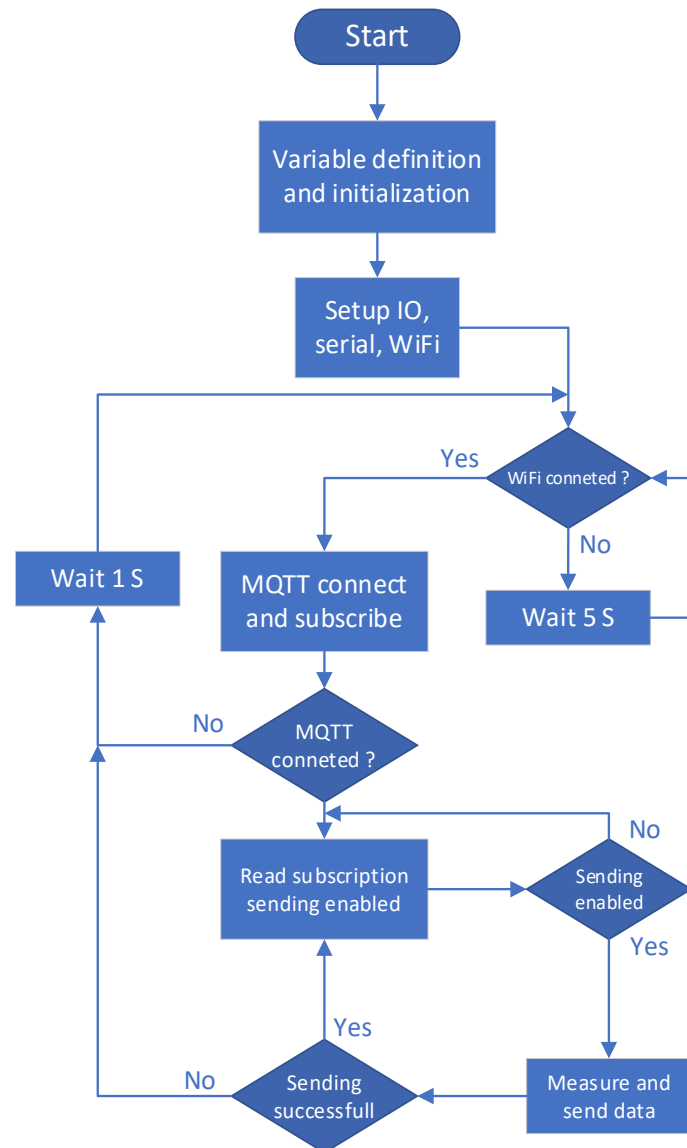 Start
Variable definition
and initialization
Setup IO,
serial, WiFi
Yes
WiFi conneted ?
No
Wait 1 S
MQTT connect
and subscribe
Wait 5 S
No
MQTT
conneted ?
No
Read subscription
sending enabled
Sending
enabled
Yes
Yes
No
Sending
successfull
Measure and
send data